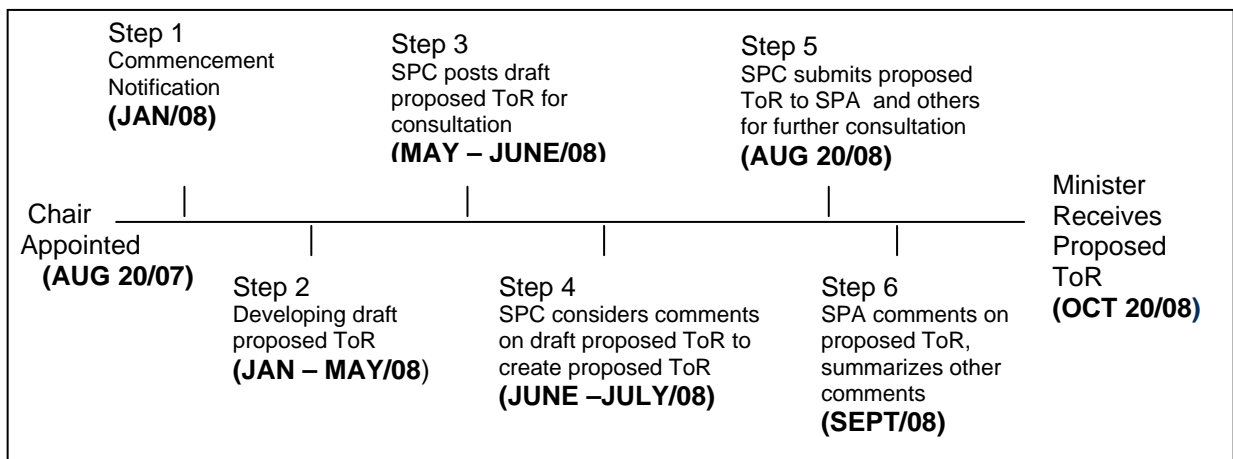 Chair
Appointed
(AUG 20/07)
Step 1
Commencement
Notification
(JAN/08)
Step 2
Developing draft
proposed ToR
(JAN – MAY/08)
Step 3
SPC posts draft
proposed ToR for
consultation
(MAY – JUNE/08)
Step 4
SPC considers comments
on draft proposed ToR to
create proposed ToR
(JUNE –JULY/08)
Step 5
SPC submits proposed
ToR to SPA and others
for further consultation
(AUG 20/08)
Step 6
SPA comments on
proposed ToR,
summarizes other
comments
(SEPT/08)
Minister
Receives
Proposed
ToR
(OCT 20/08)